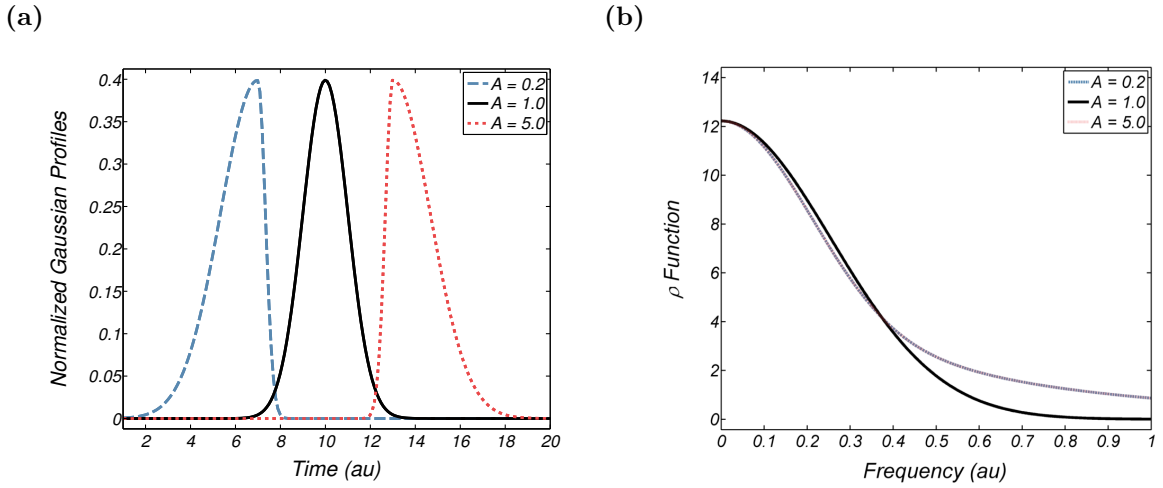 (a)
Normalized Gaussian Profiles
0.4
0.35
0.3
0.25
0.2
0.15
0.1
0.05
0
2 4 6 8 10 12 14 16 18 20
Time (au)
A = 0.2
A = 1.0
A = 5.0
(b)
ρ Function
14
12
10
8
6
4
2
0
0 0.1 0.2 0.3 0.4 0.5 0.6 0.7 0.8 0.9 1
Frequency (au)
A = 0.2
A = 1.0
A = 5.0